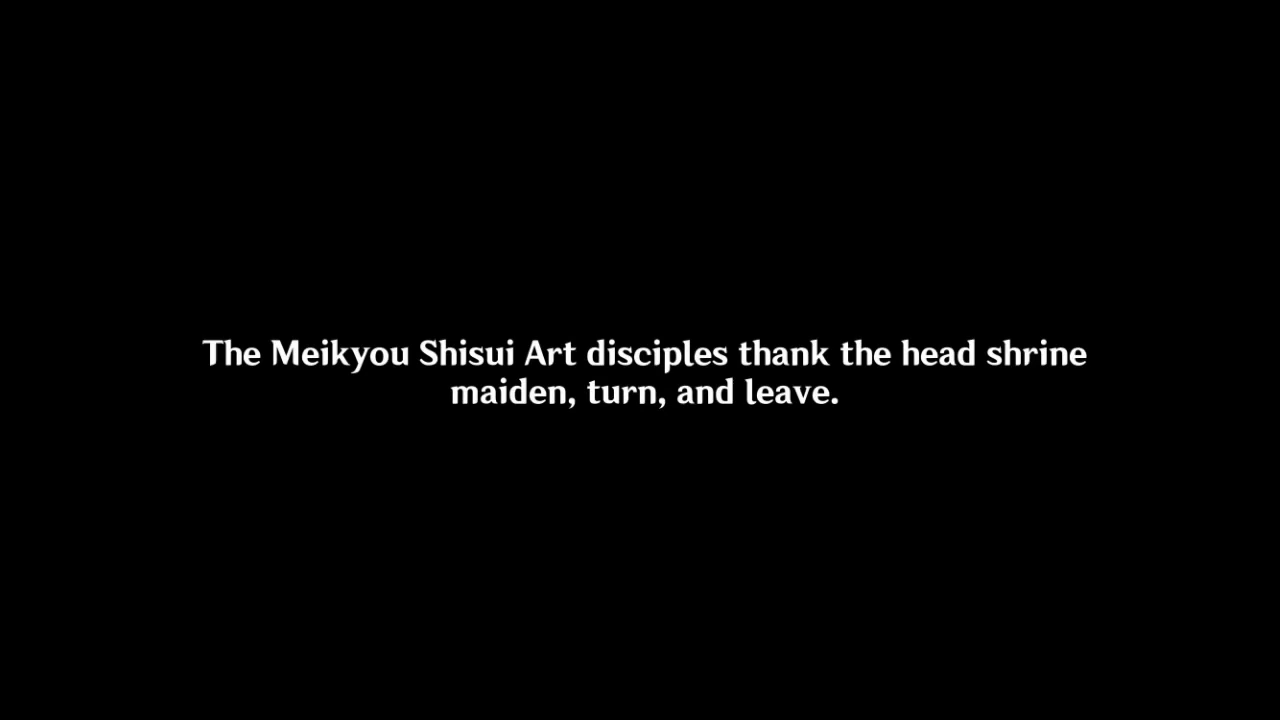 The Meikyou Shisui Art disciples thank the head shrine
maiden, turn, and leave.